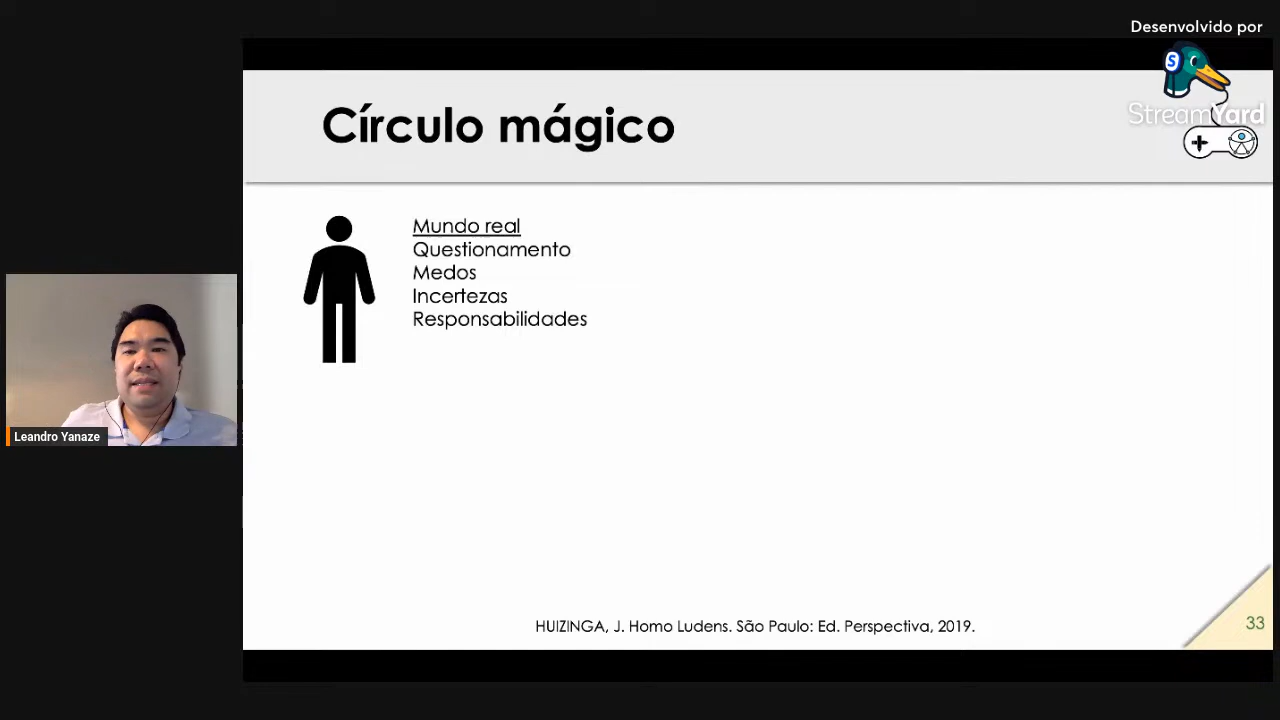 Desenvolvido por
StreamYard
Círculo mágico
Mundo real
Questionamento
Medos
Incertezas
Responsabilidades
Leandro Yanaze
HUIZINGA, J. Homo Ludens. São Paulo: Ed. Perspectiva, 2019.
33